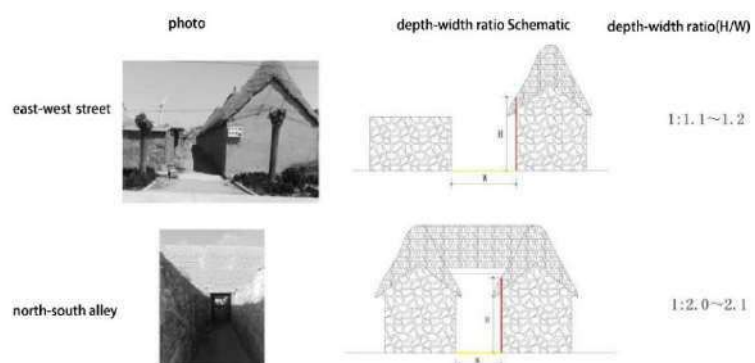 photo depth-width ratio Schematic depth-width ratio(H/W)
east-west street
H
1:1.1~1.2
W
north-south alley
H
1:2.0~2.1